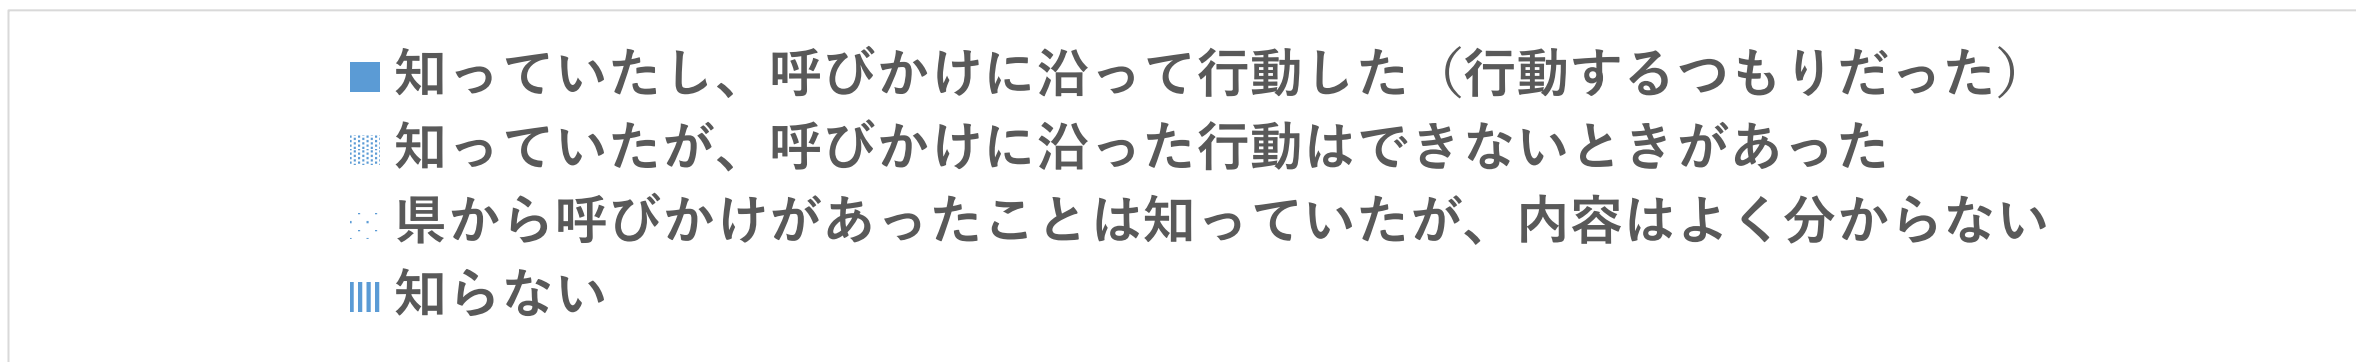 知っていたし、呼びかけに沿って行動した（行動するつもりだった）
知っていたが、呼びかけに沿った行動はできないときがあった
県から呼びかけがあったことは知っていたが、内容はよく分からない
知らない